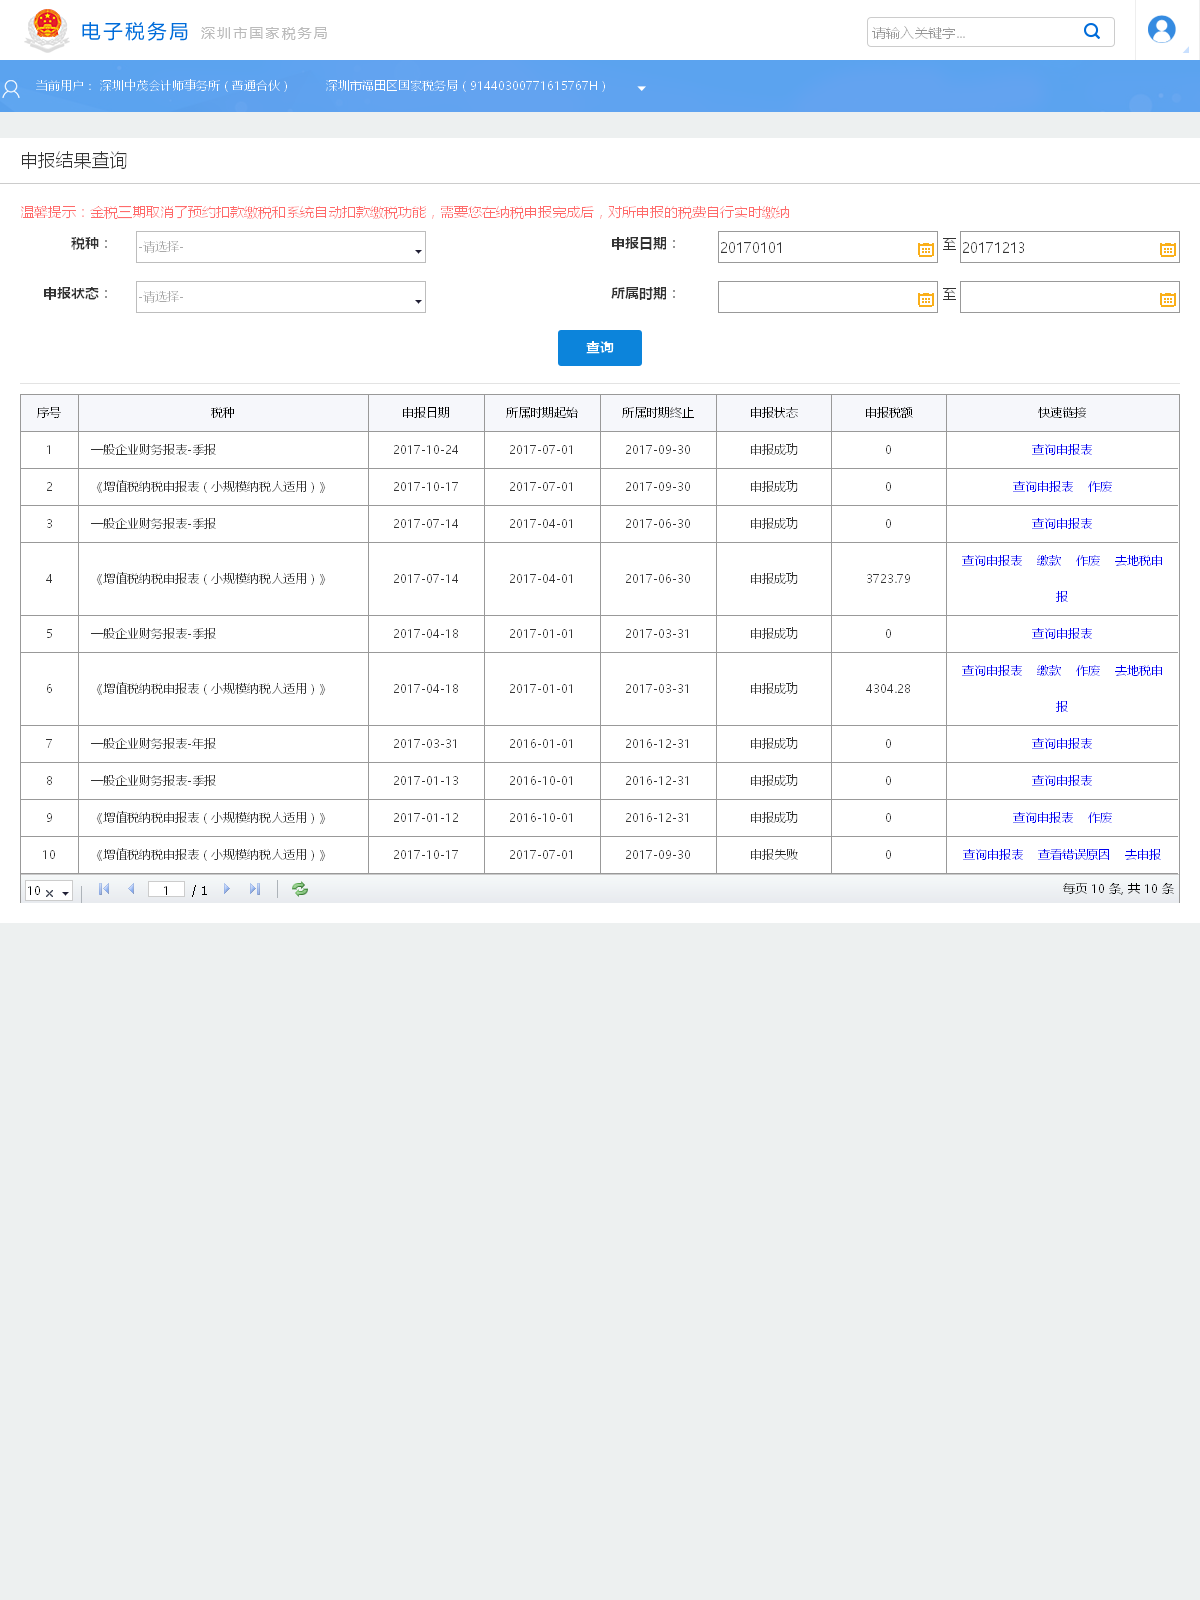 电子税务局 深圳市国家税务局 请输入关键字...
当前用户： 深圳中茂会计师事务所（普通合伙） 深圳市福田区国家税务局（91440300771615767H）
申报结果查询
温馨提示：金税三期取消了预约扣款缴税和系统自动扣款缴税功能，需要您在纳税申报完成后，对所申报的税费自行实时缴纳
税种： -请选择- 申报日期： 20170101 至 20171213
申报状态： -请选择- 所属时期： 至
查询
序号 税种 申报日期 所属时期起始 所属时期终止 申报状态 申报税额 快速链接
1 一般企业财务报表-季报 2017-10-24 2017-07-01 2017-09-30 申报成功 0 查询申报表
2 《增值税纳税申报表（小规模纳税人适用）》 2017-10-17 2017-07-01 2017-09-30 申报成功 0 查询申报表 作废
3 一般企业财务报表-季报 2017-07-14 2017-04-01 2017-06-30 申报成功 0 查询申报表
4 《增值税纳税申报表（小规模纳税人适用）》 2017-07-14 2017-04-01 2017-06-30 申报成功 3723.79 查询申报表 缴款 作废 去地税申
报
5 一般企业财务报表-季报 2017-04-18 2017-01-01 2017-03-31 申报成功 0 查询申报表
6 《增值税纳税申报表（小规模纳税人适用）》 2017-04-18 2017-01-01 2017-03-31 申报成功 4304.28 查询申报表 缴款 作废 去地税申
报
7 一般企业财务报表-年报 2017-03-31 2016-01-01 2016-12-31 申报成功 0 查询申报表
8 一般企业财务报表-季报 2017-01-13 2016-10-01 2016-12-31 申报成功 0 查询申报表
9 《增值税纳税申报表（小规模纳税人适用）》 2017-01-12 2016-10-01 2016-12-31 申报成功 0 查询申报表 作废
10 《增值税纳税申报表（小规模纳税人适用）》 2017-10-17 2017-07-01 2017-09-30 申报失败 0 查询申报表 查看错误原因 去申报
10 1 / 1 每页 10 条, 共 10 条